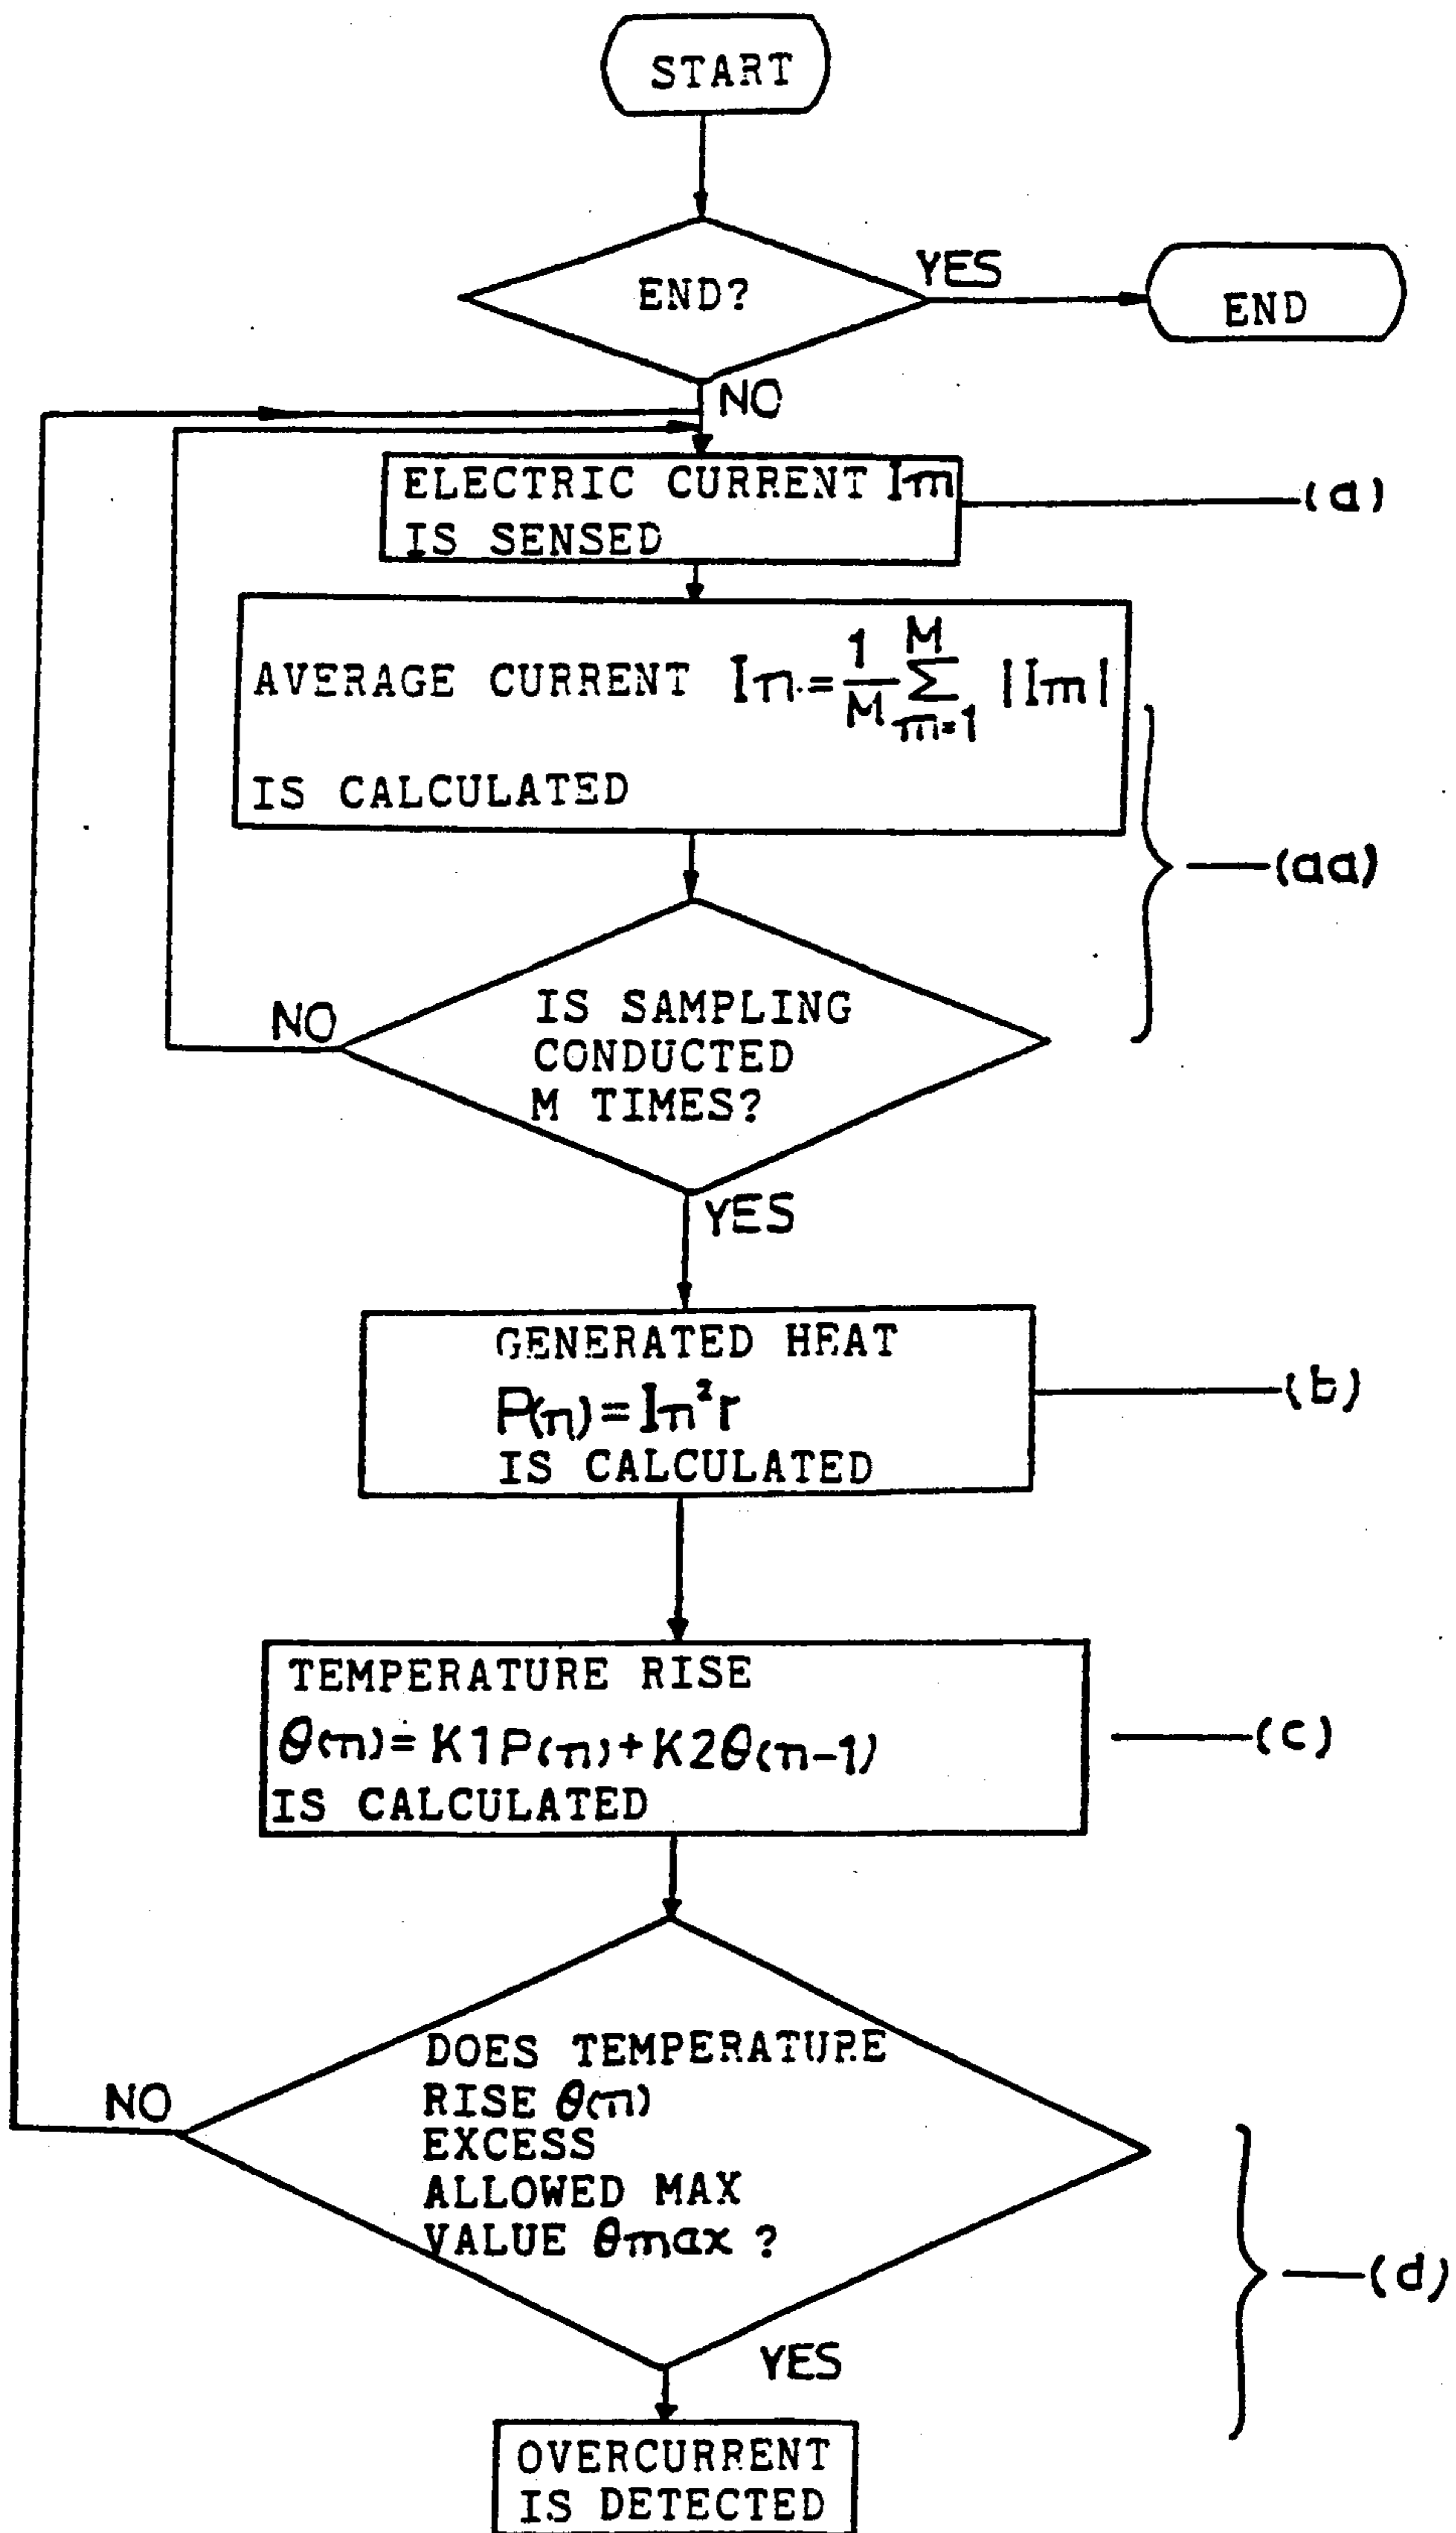 START
END?
YES
END
NO
ELECTRIC CURRENT Im
IS SENSED
(a)
AVERAGE CURRENT In = 1/M M∑m=1 |Im|
IS CALCULATED
(aa)
NO
IS SAMPLING
CONDUCTED
M TIMES?
YES
GENERATED HEAT
P(n) = In²r
IS CALCULATED
(b)
TEMPERATURE RISE
θ(n) = K1P(n) + K2θ(n-1)
IS CALCULATED
(c)
NO
DOES TEMPERATURE
RISE θ(n)
EXCESS
ALLOWED MAX
VALUE θmax ?
(d)
YES
OVERCURRENT
IS DETECTED